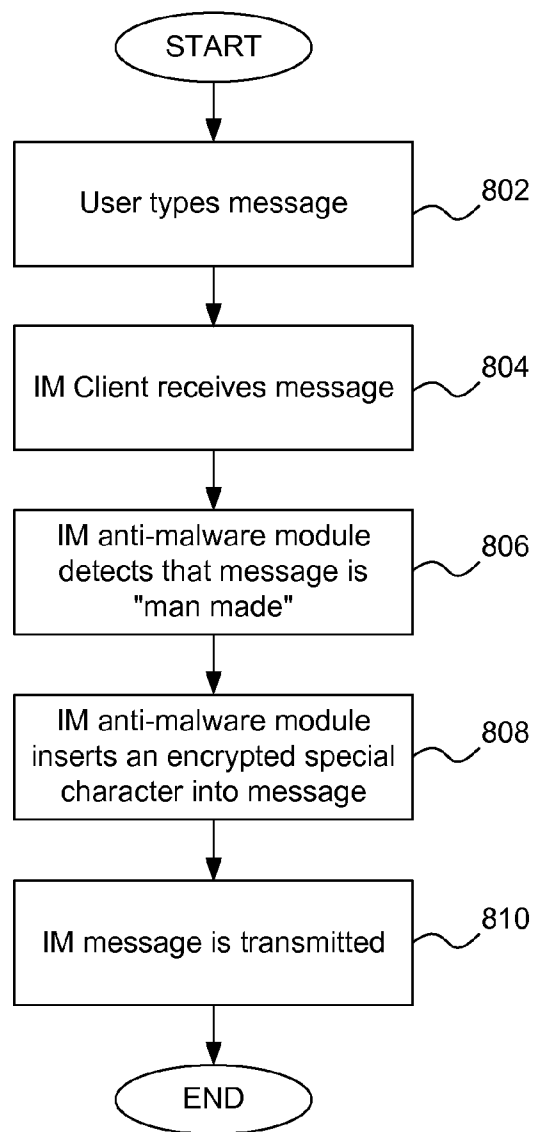 START
User types message
802
IM Client receives message
804
IM anti-malware module
detects that message is
"man made"
806
IM anti-malware module
inserts an encrypted special
character into message
808
IM message is transmitted
810
END